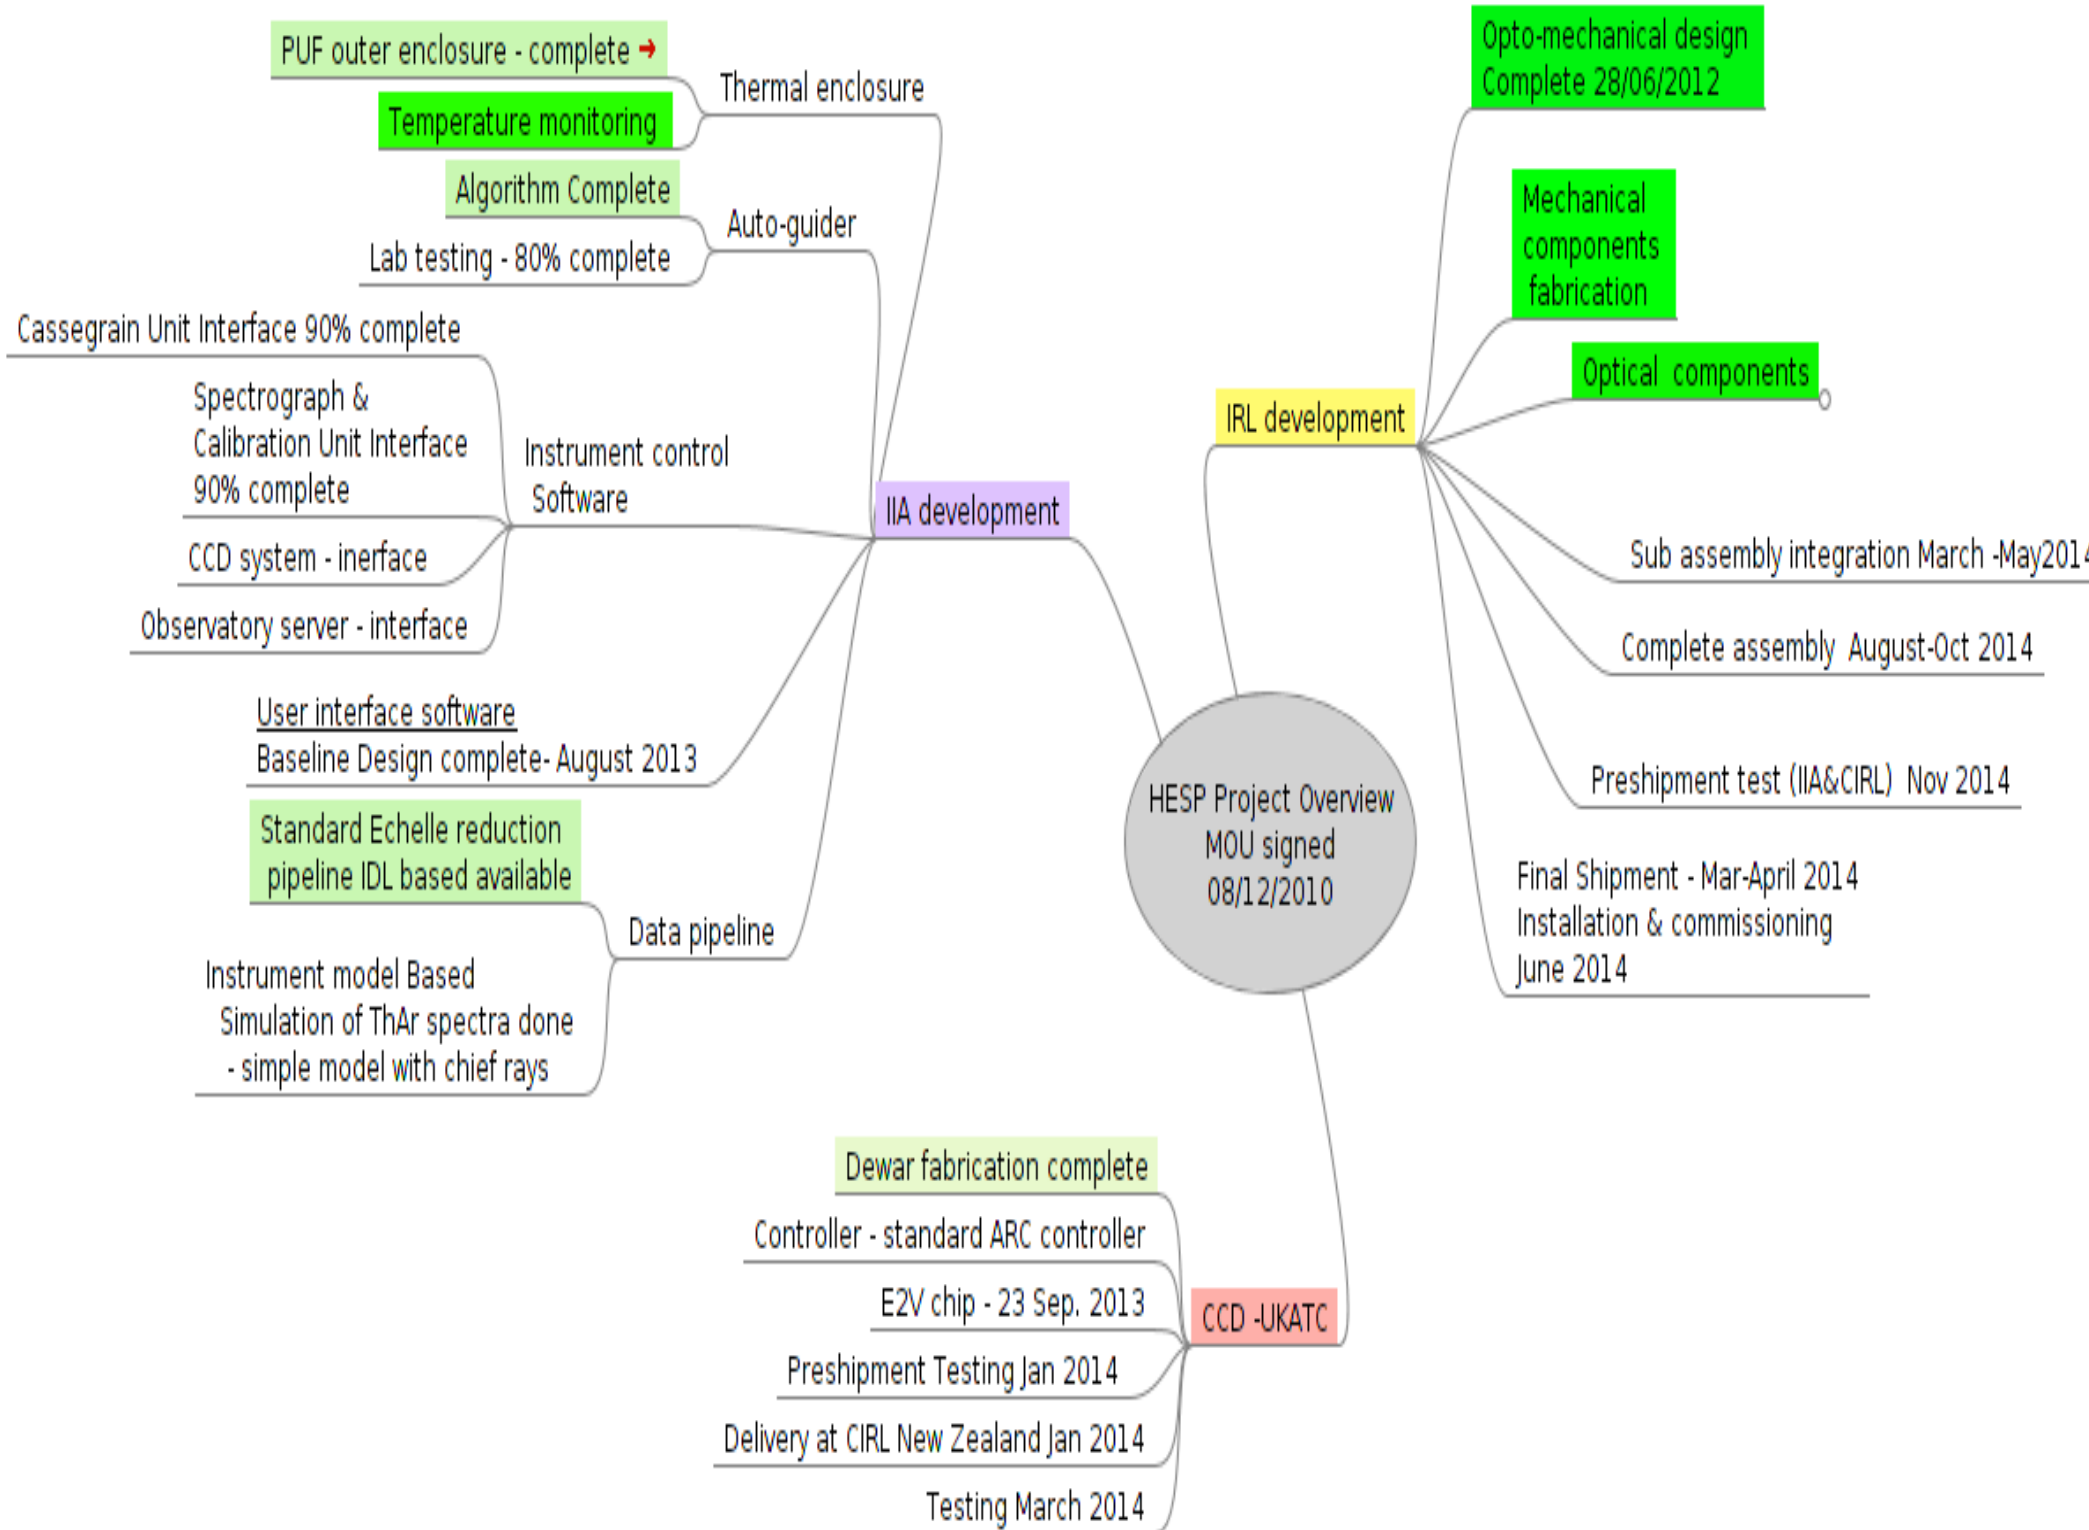 PUF outer enclosure - complete
Temperature monitoring
Thermal enclosure
Algorithm Complete
Lab testing - 80% complete
Auto-guider
Cassegrain Unit Interface 90% complete
Spectrograph &
Calibration Unit Interface
90% complete
CCD system - inerface
Observatory server - interface
Instrument control
Software
User interface software
Baseline Design complete- August 2013
Standard Echelle reduction
pipeline IDL based available
Instrument model Based
Simulation of ThAr spectra done
- simple model with chief rays
Data pipeline
IIA development
HESP Project Overview
MOU signed
08/12/2010
IRL development
Opto-mechanical design
Complete 28/06/2012
Mechanical
components
fabrication
Optical components
Sub assembly integration March -May2014
Complete assembly August-Oct 2014
Preshipment test (IIA&CIRL) Nov 2014
Final Shipment - Mar-April 2014
Installation & commissioning
June 2014
Dewar fabrication complete
Controller - standard ARC controller
E2V chip - 23 Sep. 2013
Preshipment Testing Jan 2014
Delivery at CIRL New Zealand Jan 2014
Testing March 2014
CCD -UKATC